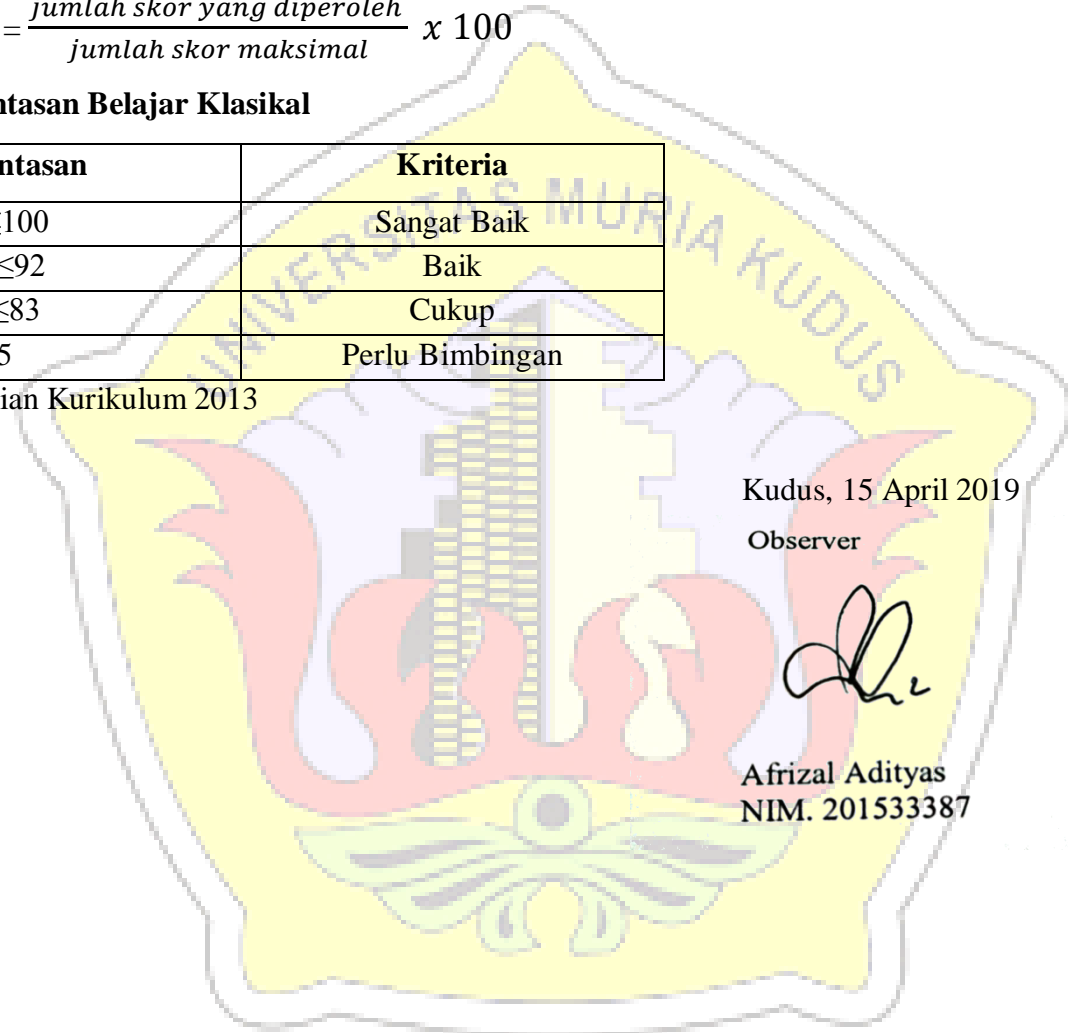 = jumlah skor yang diperoleh / jumlah skor maksimal x 100
ntasan Belajar Klasikal
ntasan Kriteria
≤100 Sangat Baik
≤92 Baik
≤83 Cukup
5 Perlu Bimbingan
ian Kurikulum 2013
UNIVERSITAS MURIA KUDUS
Kudus, 15 April 2019
Observer
Afrizal Adityas
NIM. 201533387